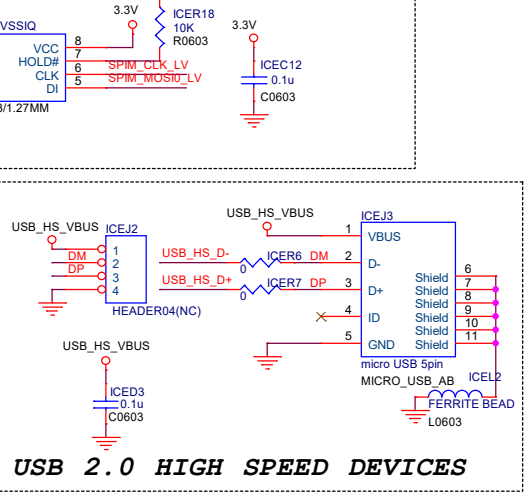 3.3V
VSSIQ
ICER18
10K
R0603
3.3V
VCC 8
HOLD# 7
CLK 6 SPIM_CLK_LV
DI 5 SPIM_MOSI0_LV
/1.27MM
ICEC12
0.1u
C0603
USB_HS_VBUS ICEJ2
1
DM 2
DP 3
4
HEADER04(NC)
USB_HS_VBUS
USB_HS_D- ICER6 DM
0
USB_HS_D+ ICER7 DP
0
ICEJ3
1 VBUS
2 D-
3 D+
4 ID
5 GND
Shield 6
Shield 7
Shield 8
Shield 9
Shield 10
Shield 11
micro USB 5pin
MICRO_USB_AB
ICEL2
FERRITE BEAD
L0603
USB_HS_VBUS
ICED3
0.1u
C0603
USB 2.0 HIGH SPEED DEVICES